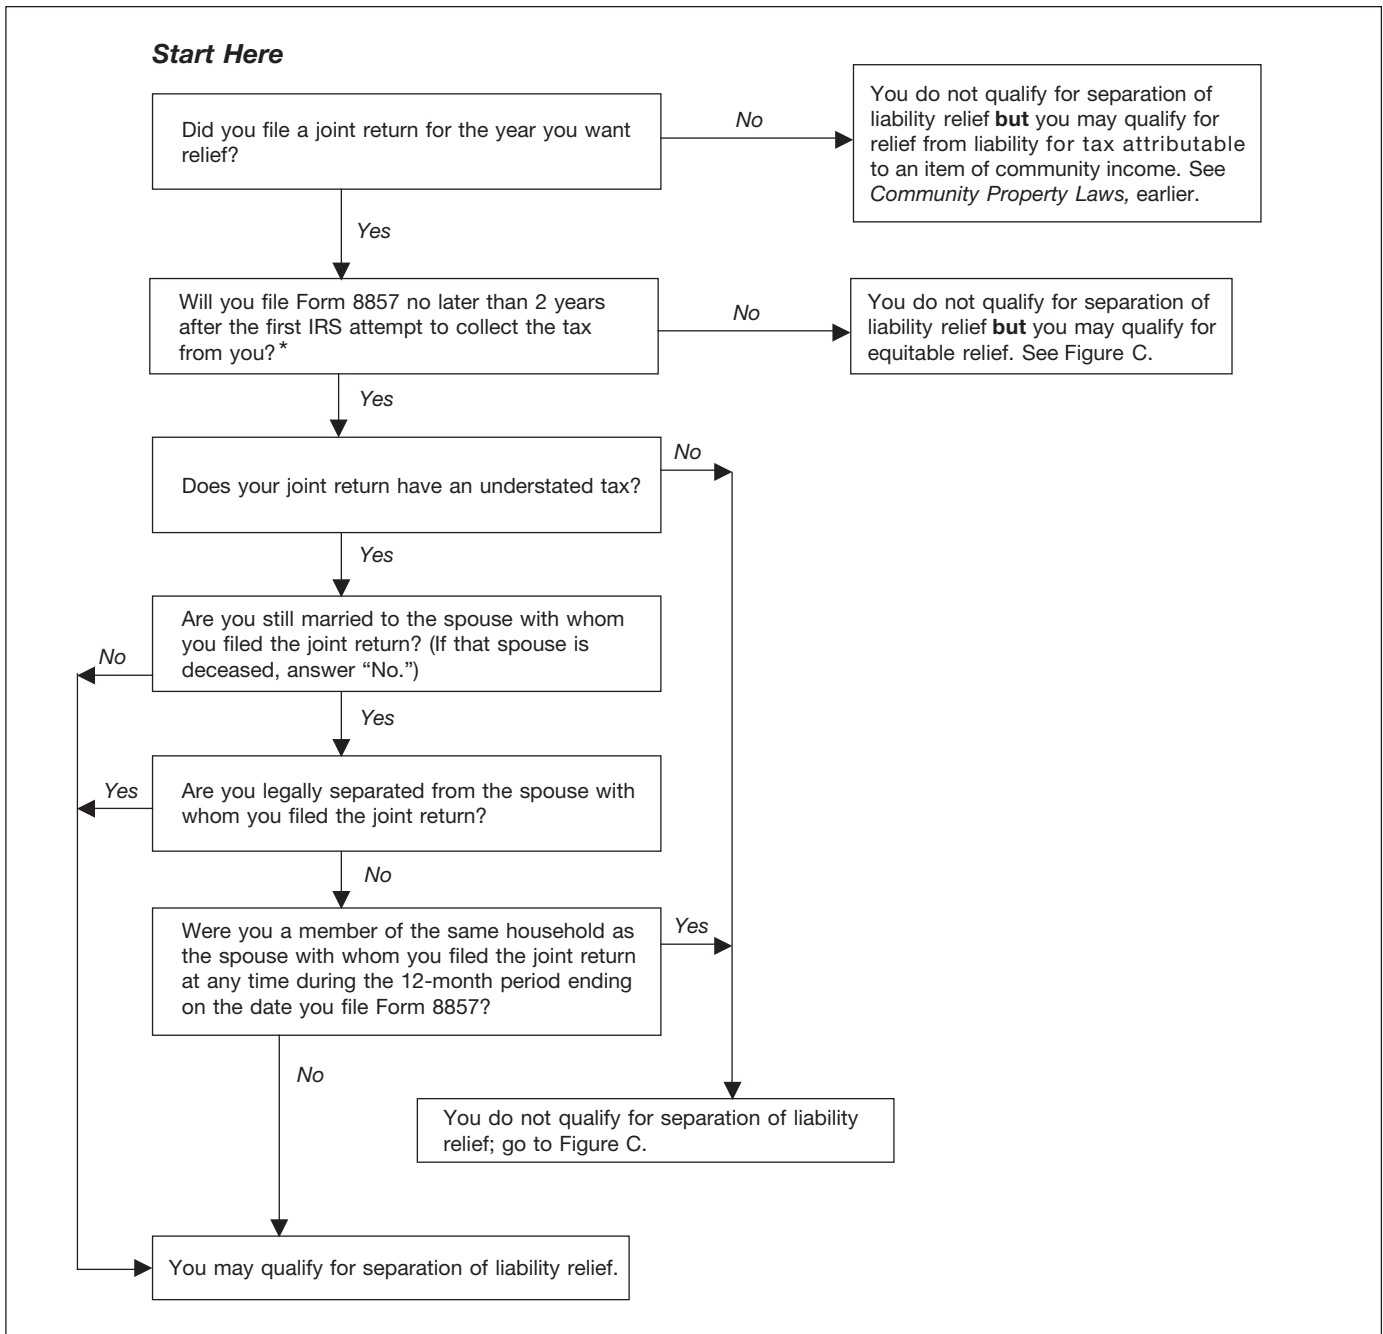 Start Here
Did you file a joint return for the year you want
relief?
No
You do not qualify for separation of
liability relief but you may qualify for
relief from liability for tax attributable
to an item of community income. See
Community Property Laws, earlier.
Yes
Will you file Form 8857 no later than 2 years
after the first IRS attempt to collect the tax
from you?*
No
You do not qualify for separation of
liability relief but you may qualify for
equitable relief. See Figure C.
Yes
Does your joint return have an understated tax?
No
Yes
Are you still married to the spouse with whom
you filed the joint return? (If that spouse is
deceased, answer “No.”)
No
Yes
Are you legally separated from the spouse with
whom you filed the joint return?
Yes
No
Were you a member of the same household as
the spouse with whom you filed the joint return
at any time during the 12-month period ending
on the date you file Form 8857?
Yes
No
You do not qualify for separation of liability
relief; go to Figure C.
You may qualify for separation of liability relief.